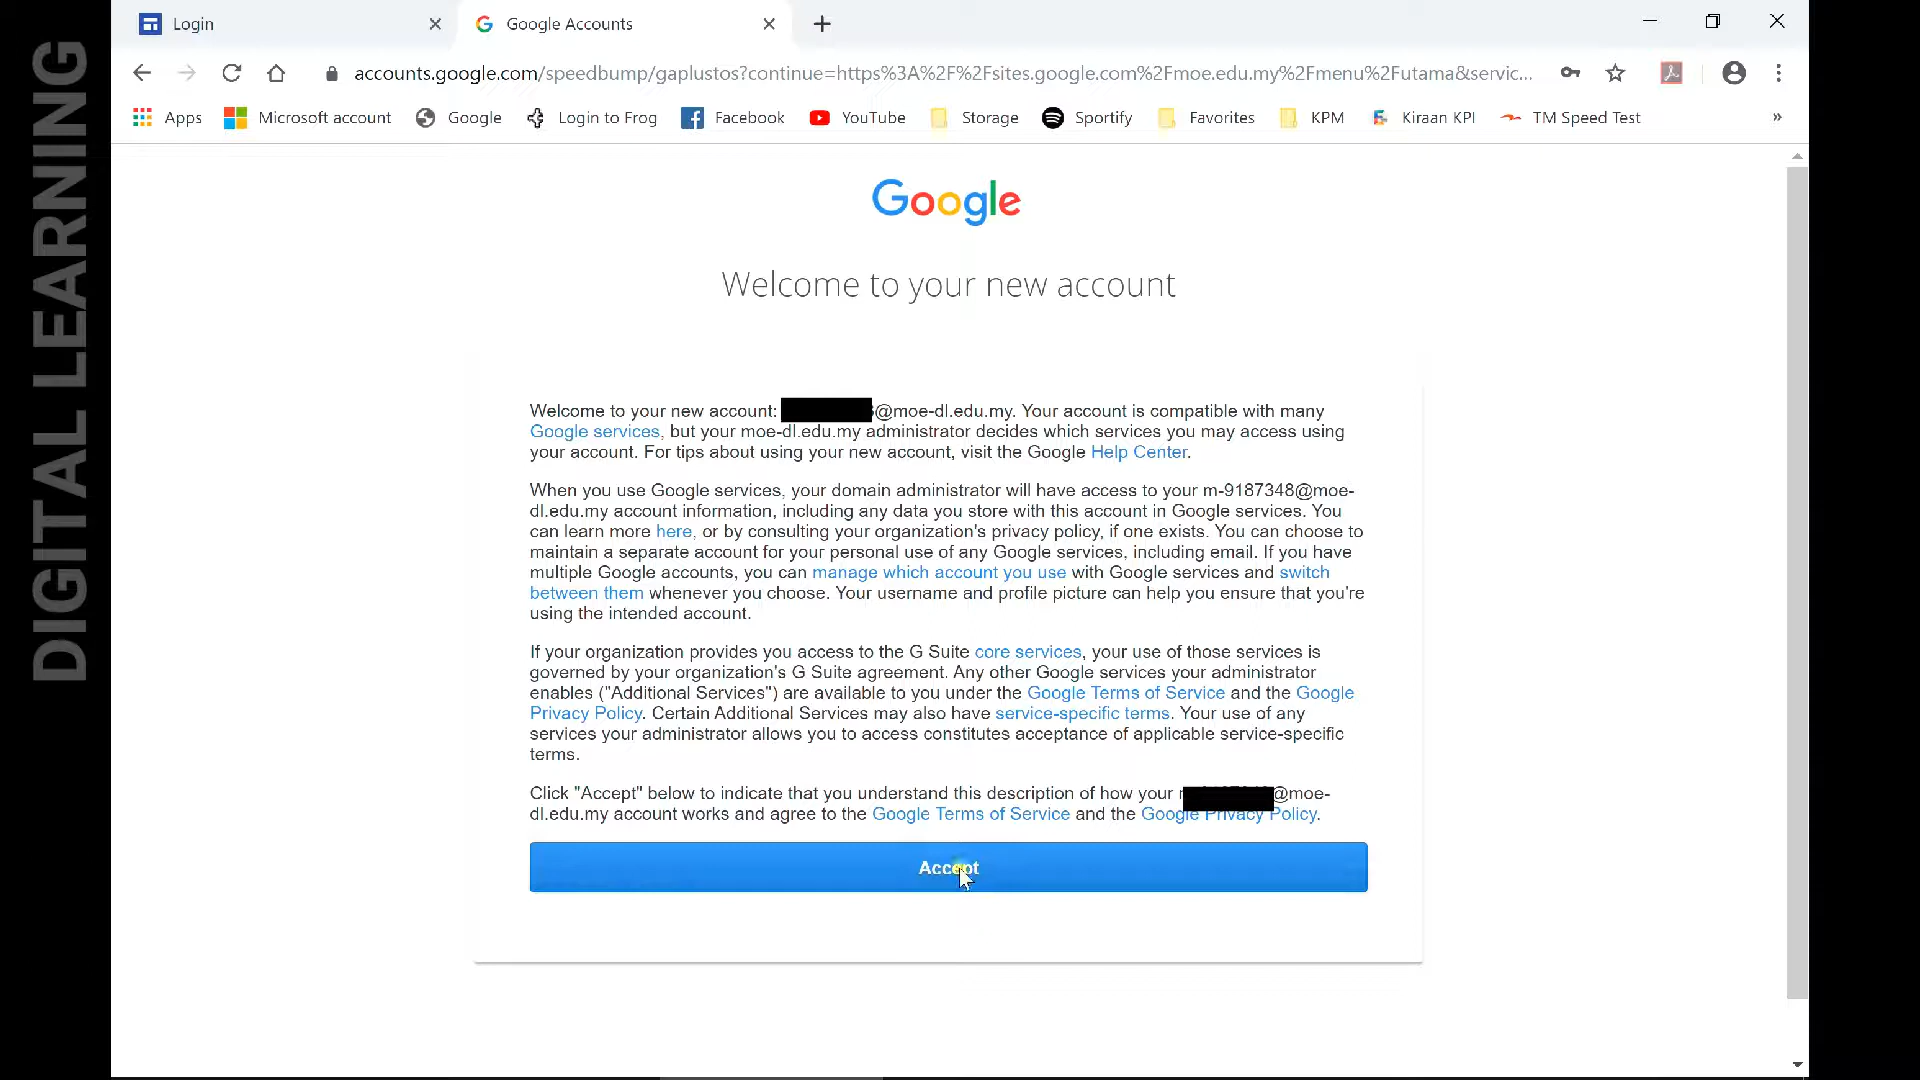 DIGITAL LEARNING
Login
Google Accounts
accounts.google.com/speedbump/gaplustos?continue=https%3A%2F%2Fsites.google.com%2Fmoe.edu.my%2Fmenu%2Futama&servic...
Apps Microsoft account Google Login to Frog Facebook YouTube Storage Sportify Favorites KPM Kiraan KPI TM Speed Test »
Google
Welcome to your new account
Welcome to your new account: @moe-dl.edu.my. Your account is compatible with many
Google services, but your moe-dl.edu.my administrator decides which services you may access using
your account. For tips about using your new account, visit the Google Help Center.
When you use Google services, your domain administrator will have access to your m-9187348@moe-
dl.edu.my account information, including any data you store with this account in Google services. You
can learn more here, or by consulting your organization's privacy policy, if one exists. You can choose to
maintain a separate account for your personal use of any Google services, including email. If you have
multiple Google accounts, you can manage which account you use with Google services and switch
between them whenever you choose. Your username and profile picture can help you ensure that you're
using the intended account.
If your organization provides you access to the G Suite core services, your use of those services is
governed by your organization's G Suite agreement. Any other Google services your administrator
enables ("Additional Services") are available to you under the Google Terms of Service and the Google
Privacy Policy. Certain Additional Services may also have service-specific terms. Your use of any
services your administrator allows you to access constitutes acceptance of applicable service-specific
terms.
Click "Accept" below to indicate that you understand this description of how your @moe-
dl.edu.my account works and agree to the Google Terms of Service and the Google Privacy Policy.
Accept